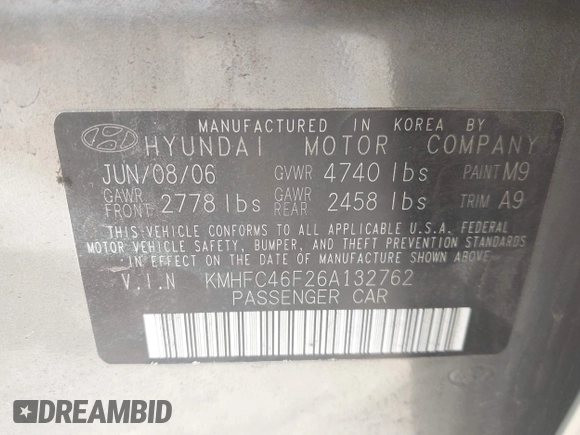 MANUFACTURED IN KOREA BY
HYUNDAI MOTOR COMPANY
JUN/08/06 GVWR 4740 lbs PAINT M9
GAWR FRONT 2778 lbs GAWR REAR 2458 lbs TRIM A9
THIS VEHICLE CONFORMS TO ALL APPLICABLE U.S.A. FEDERAL
MOTOR VEHICLE SAFETY, BUMPER, AND THEFT PREVENTION STANDARDS
IN EFFECT ON THE DATE OF MANUFACTURE SHOWN ABOVE.
V.I.N KMHFC46F26A132762
PASSENGER CAR
DREAMBID